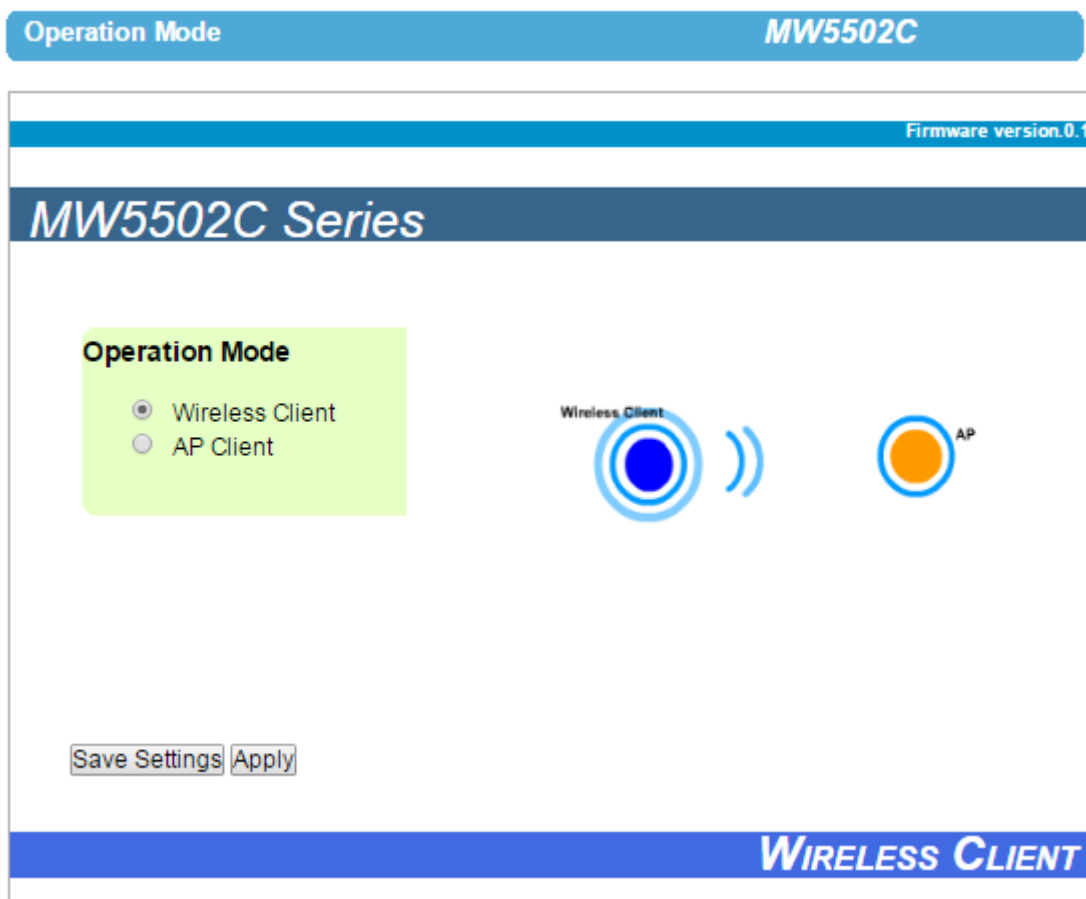 Operation Mode MW5502C
Firmware version.0.1
MW5502C Series
Operation Mode
Wireless Client
AP Client
Wireless Client
AP
Save Settings Apply
WIRELESS CLIENT